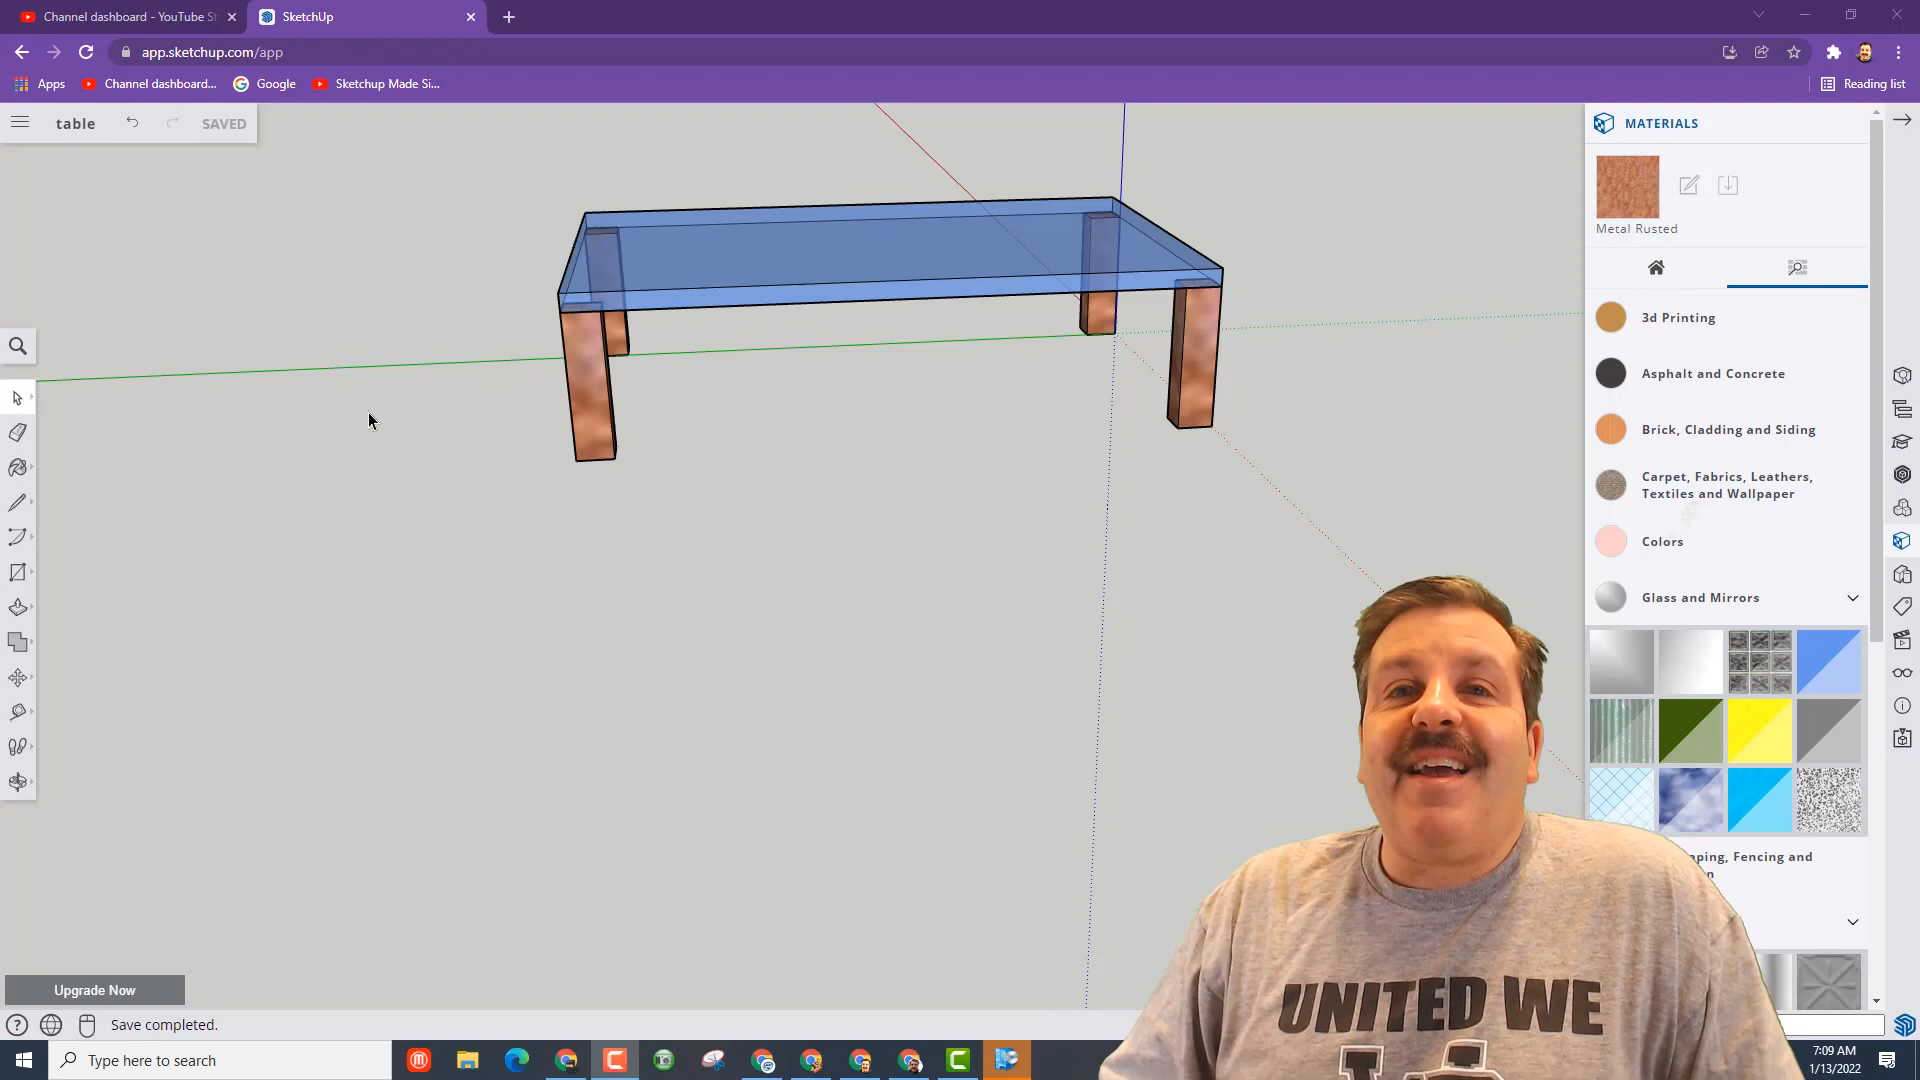 Channel dashboard - YouTube St
SketchUp
app.sketchup.com/app
Apps
Channel dashboard...
Google
Sketchup Made Si...
Reading list
table
SAVED
MATERIALS
Metal Rusted
3d Printing
Asphalt and Concrete
Brick, Cladding and Siding
Carpet, Fabrics, Leathers,
Textiles and Wallpaper
Colors
Glass and Mirrors
Fencing and
UNITED WE
Upgrade Now
Save completed.
Type here to search
7:09 AM
1/13/2022